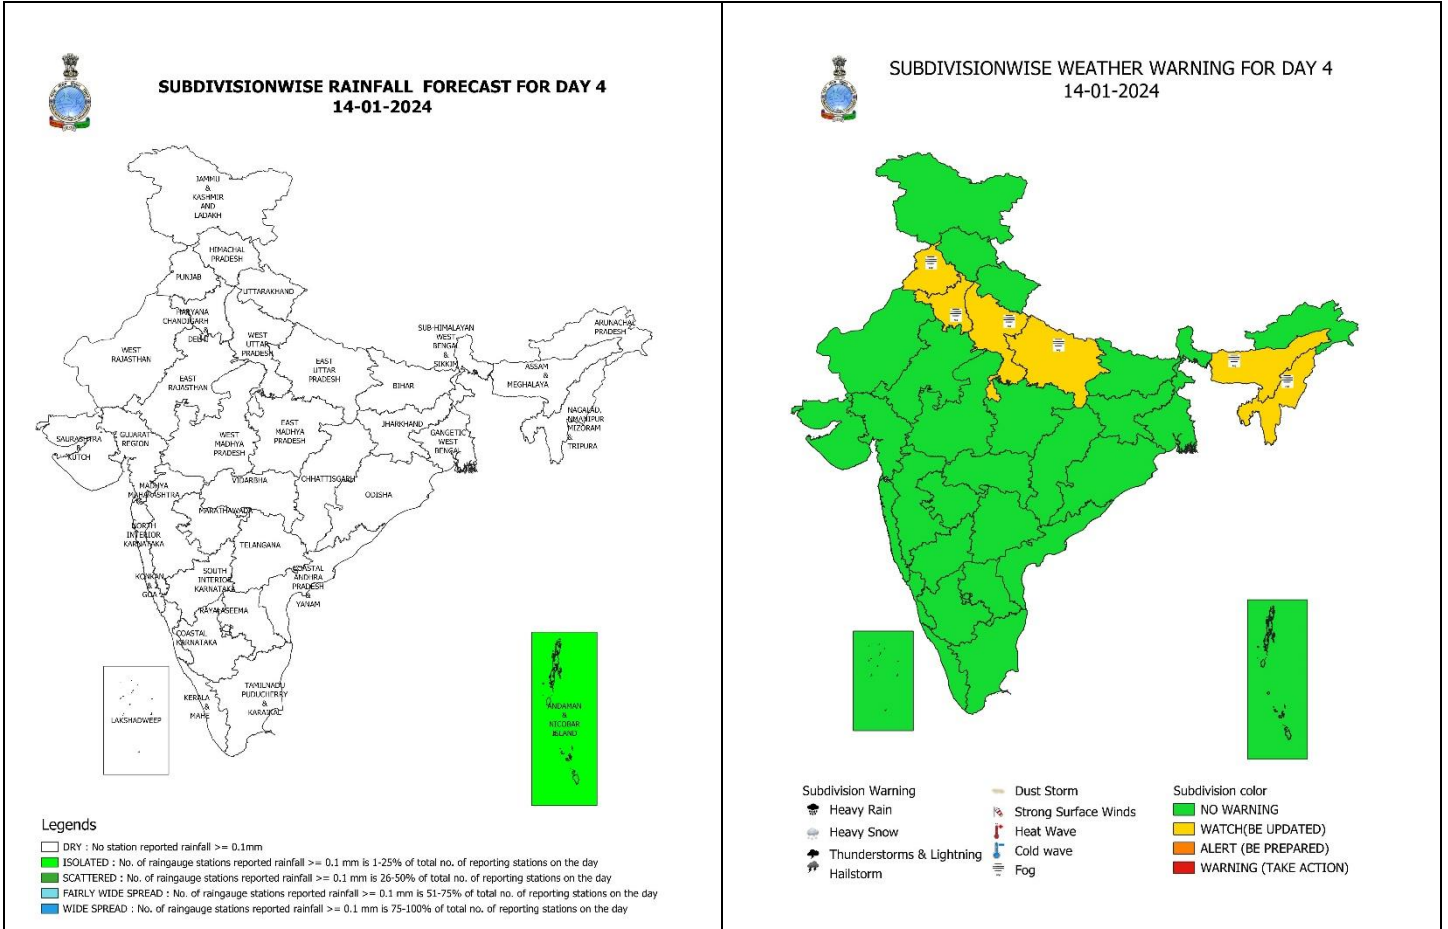 SUBDIVISIONWISE RAINFALL FORECAST FOR DAY 4
14-01-2024
JAMMU
&
KASHMIR
AND
LADAKH
HIMACHAL
PRADESH
PUNJAB
UTTARAKHAND
HARYANA
CHANDIGARH
&
DELHI
WEST
UTTAR
PRADESH
WEST
RAJASTHAN
EAST
RAJASTHAN
EAST
UTTAR
PRADESH
BIHAR
SUB-HIMALAYAN
WEST
BENGAL
&
SIKKIM
ARUNACHAL
PRADESH
ASSAM
&
MEGHALAYA
NAGALAD,
MANIPUR
MIZORAM
&
TRIPURA
SAURASHTRA
&
KUTCH
GUJARAT
REGION
WEST
MADHYA
PRADESH
EAST
MADHYA
PRADESH
JHARKHAND
GANGETIC
WEST
BENGAL
MADHYA
MAHARASHTRA
VIDARBHA
CHHATTISGARH
ODISHA
MARATHAWADA
NORTH
INTERIOR
KARNATAKA
TELANGANA
KONKAN
&
GOA
SOUTH
INTERIOR
KARNATAKA
COASTAL
ANDHRA
PRADESH
&
YANAM
RAYALASEEMA
COASTAL
KARNATAKA
KERALA
&
MAHE
TAMILNADU
PUDUCHERRY
&
KARAIKAL
LAKSHADWEEP
ANDAMAN
&
NICOBAR
ISLAND
Legends
DRY : No station reported rainfall >= 0.1mm
ISOLATED : No. of raingauge stations reported rainfall >= 0.1 mm is 1-25% of total no. of reporting stations on the day
SCATTERED : No. of raingauge stations reported rainfall >= 0.1 mm is 26-50% of total no. of reporting stations on the day
FAIRLY WIDE SPREAD : No. of raingauge stations reported rainfall >= 0.1 mm is 51-75% of total no. of reporting stations on the day
WIDE SPREAD : No. of raingauge stations reported rainfall >= 0.1 mm is 75-100% of total no. of reporting stations on the day
SUBDIVISIONWISE WEATHER WARNING FOR DAY 4
14-01-2024
Subdivision Warning
Heavy Rain
Heavy Snow
Thunderstorms & Lightning
Hailstorm
Dust Storm
Strong Surface Winds
Heat Wave
Cold wave
Fog
Subdivision color
NO WARNING
WATCH(BE UPDATED)
ALERT (BE PREPARED)
WARNING (TAKE ACTION)